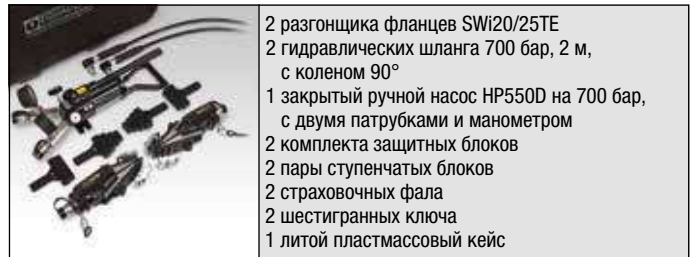 2 разгонщика фланцев SWi20/25TE
2 гидравлических шланга 700 бар, 2 м,
с коленом 90°
1 закрытый ручной насос HP550D на 700 бар,
с двумя патрубками и манометром
2 комплекта защитных блоков
2 пары ступенчатых блоков
2 страховочных фала
2 шестигранных ключа
1 литой пластмассовый кейс